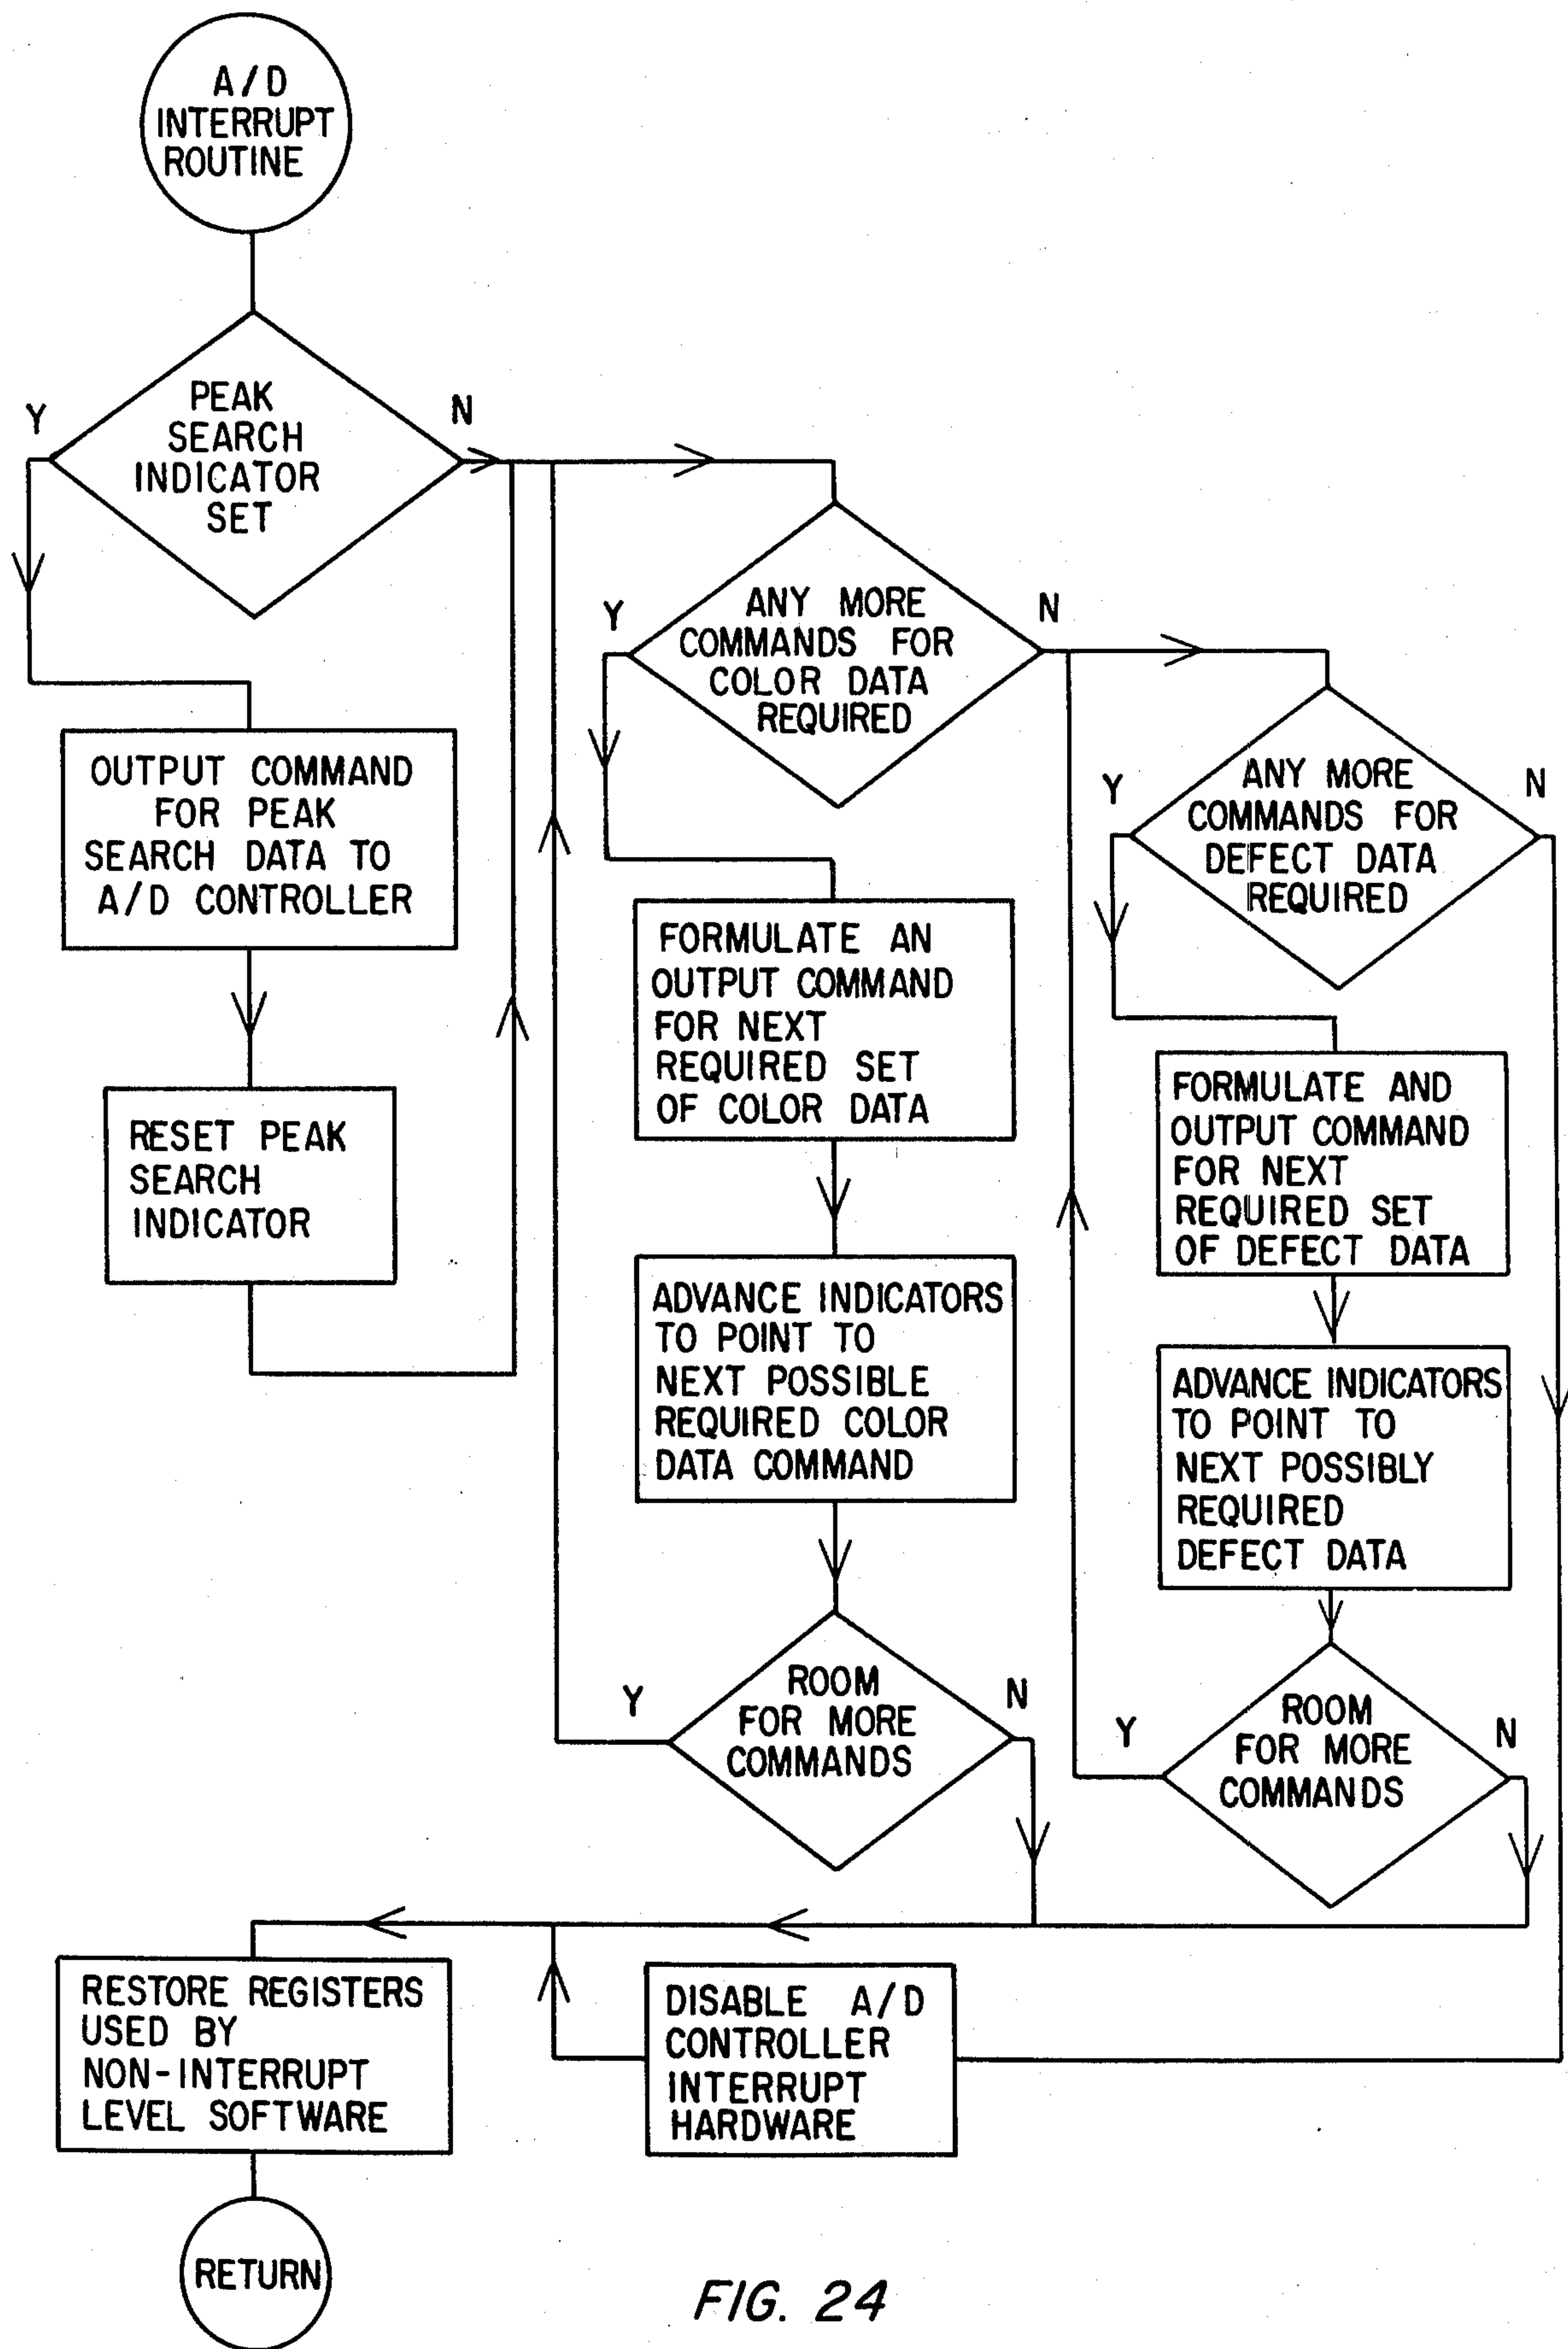 A/D
INTERRUPT
ROUTINE
PEAK
SEARCH
INDICATOR
SET
Y
N
OUTPUT COMMAND
FOR PEAK
SEARCH DATA TO
A/D CONTROLLER
RESET PEAK
SEARCH
INDICATOR
ANY MORE
COMMANDS FOR
COLOR DATA
REQUIRED
Y
N
FORMULATE AN
OUTPUT COMMAND
FOR NEXT
REQUIRED SET
OF COLOR DATA
ADVANCE INDICATORS
TO POINT TO
NEXT POSSIBLE
REQUIRED COLOR
DATA COMMAND
ROOM
FOR MORE
COMMANDS
Y
N
ANY MORE
COMMANDS FOR
DEFECT DATA
REQUIRED
Y
N
FORMULATE AND
OUTPUT COMMAND
FOR NEXT
REQUIRED SET
OF DEFECT DATA
ADVANCE INDICATORS
TO POINT TO
NEXT POSSIBLY
REQUIRED
DEFECT DATA
ROOM
FOR MORE
COMMANDS
Y
N
DISABLE A/D
CONTROLLER
INTERRUPT
HARDWARE
RESTORE REGISTERS
USED BY
NON-INTERRUPT
LEVEL SOFTWARE
RETURN
FIG. 24